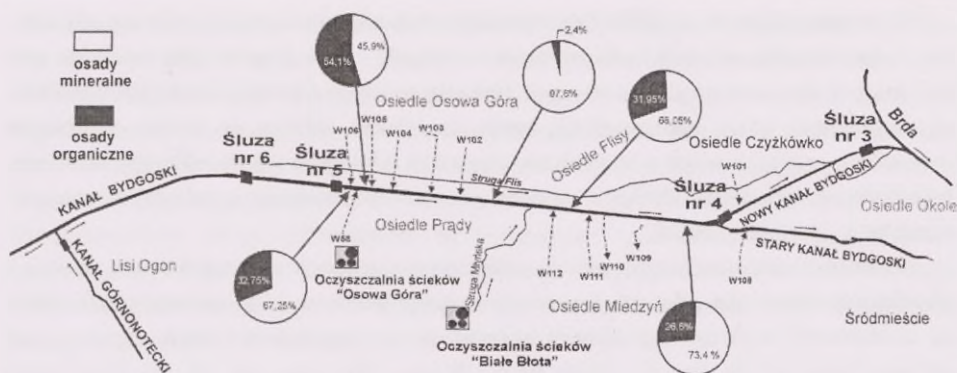 osady
mineralne
osady
organiczne
45,9%
54,1%
2,4%
97,6%
31,95%
68,05%
Osiedle Osowa Góra
W106
W105
W104
W103
W102
Struga Flis
Osiedle Flisy
Osiedle Czyżkówko
Śluza
nr 3
Brda
Śluza
nr 6
Śluza
nr 5
KANAŁ BYDGOSKI
Śluza
nr 4
W101
NOWY KANAŁ BYDGOSKI
Osiedle Okole
STARY KANAŁ BYDGOSKI
W108
Osiedle Prądy
Lisi Ogon
KANAŁ GÓRNONOTECKI
32,75%
67,25%
Oczyszczalnia ścieków
"Osowa Góra"
W112
W111
W110
W109
Osiedle Miedzyń
Śródmieście
Oczyszczalnia ścieków
"Białe Błota"
26,6%
73,4%